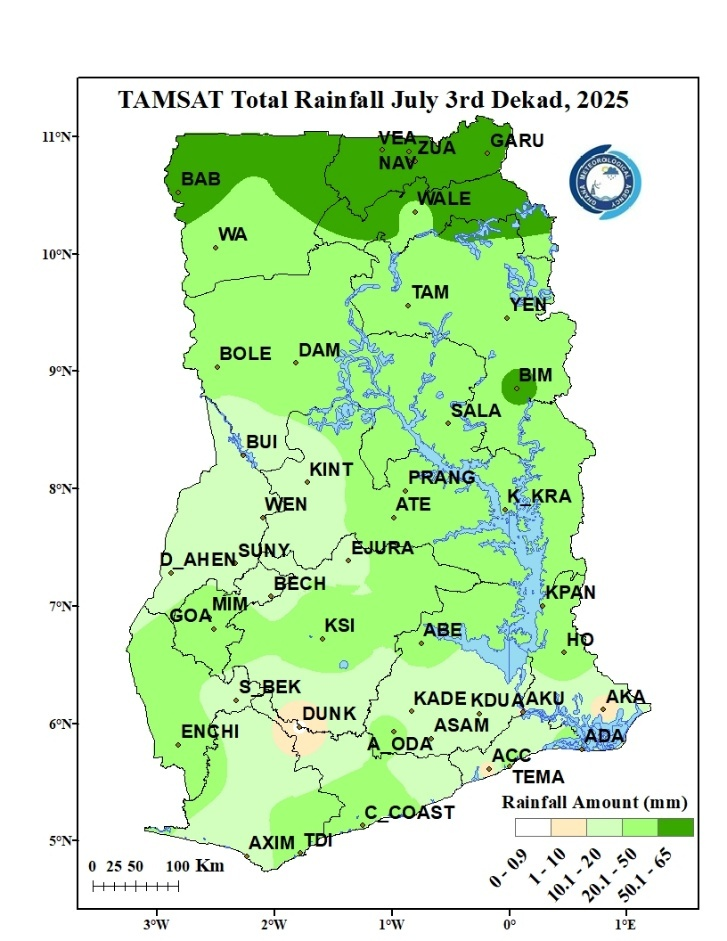 TAMSAT Total Rainfall July 3rd Dekad, 2025
11°N
VEA
ZUA
GARU
NAV
BAB
WALE
GHANA METEOROLOGICAL AGENCY
WA
10°N
TAM
YEN
9°N
BOLE
DAM
BIM
SALA
BUI
KINT
8°N
PRANG
WEN
ATE
K_KRA
D_AHEN
SUNY
EJURA
BECH
7°N
GOA
MIM
KPAN
KSI
ABE
HO
S_BEK
KADE
KDUA
AKU
AKA
6°N
DUNK
ENCHI
A_ODA
ASAM
ADA
ACC
TEMA
Rainfall Amount (mm)
C_COAST
5°N
AXIM
TDI
0 - 0.9
1 - 10
10.1 - 20
20.1 - 50
50.1 - 65
0 25 50 100 Km
3°W
2°W
1°W
0°
1°E